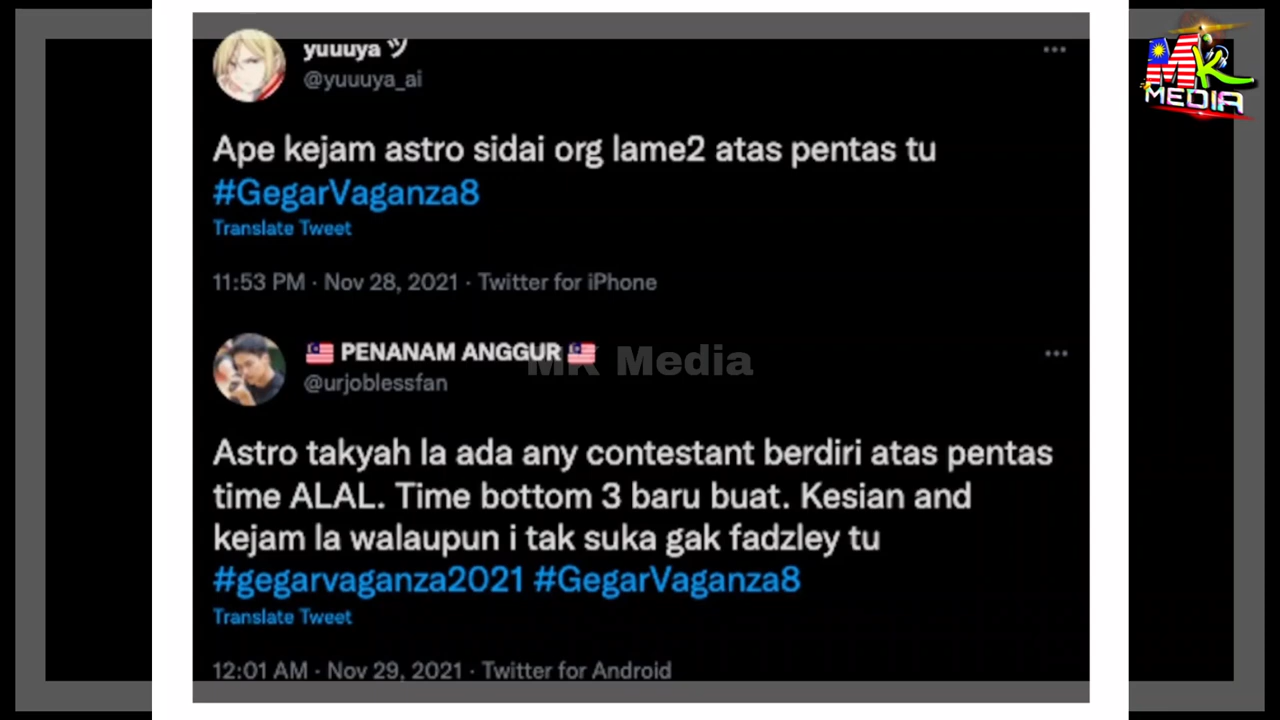 yuuuya ツ
@yuuuya_ai
Ape kejam astro sidai org lame2 atas pentas tu
#GegarVaganza8
Translate Tweet
11:53 PM · Nov 28, 2021 · Twitter for iPhone
🇲🇾 PENANAM ANGGUR 🇲🇾
@urjoblessfan
Astro takyah la ada any contestant berdiri atas pentas
time ALAL. Time bottom 3 baru buat. Kesian and
kejam la walaupun i tak suka gak fadzley tu
#gegarvaganza2021 #GegarVaganza8
Translate Tweet
12:01 AM · Nov 29, 2021 · Twitter for Android
MK Media
MK
MEDIA